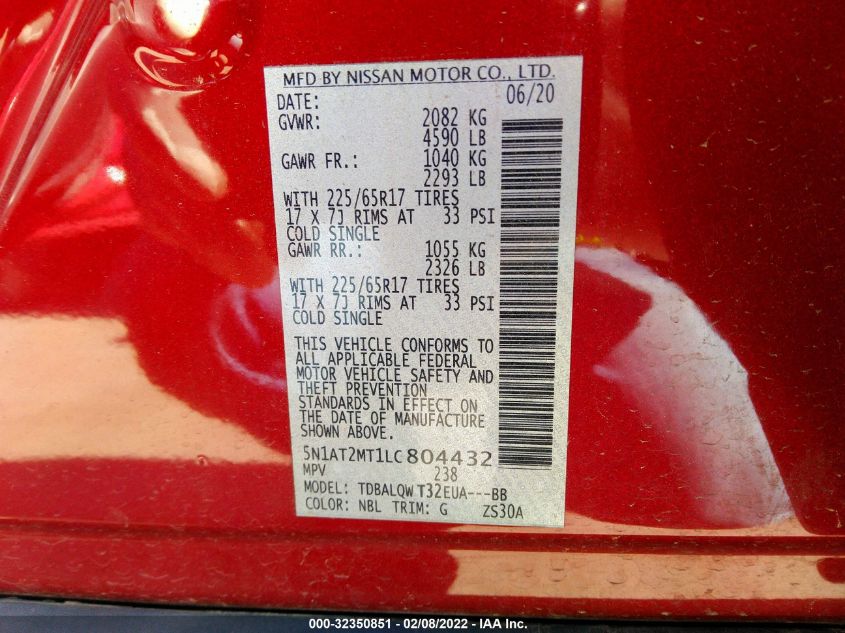 MFD BY NISSAN MOTOR CO., LTD.
DATE: 06/20
GVWR: 2082 KG
4590 LB
GAWR FR.: 1040 KG
2293 LB
WITH 225/65R17 TIRES
17 X 7J RIMS AT 33 PSI
COLD SINGLE
GAWR RR.: 1055 KG
2326 LB
WITH 225/65R17 TIRES
17 X 7J RIMS AT 33 PSI
COLD SINGLE
THIS VEHICLE CONFORMS TO
ALL APPLICABLE FEDERAL
MOTOR VEHICLE SAFETY AND
THEFT PREVENTION
STANDARDS IN EFFECT ON
THE DATE OF MANUFACTURE
SHOWN ABOVE.
5N1AT2MT1LC804432
MPV 238
MODEL: TDBALQW T32EUA---BB
COLOR: NBL TRIM: G ZS30A
000-32350851 - 02/08/2022 - IAA Inc.